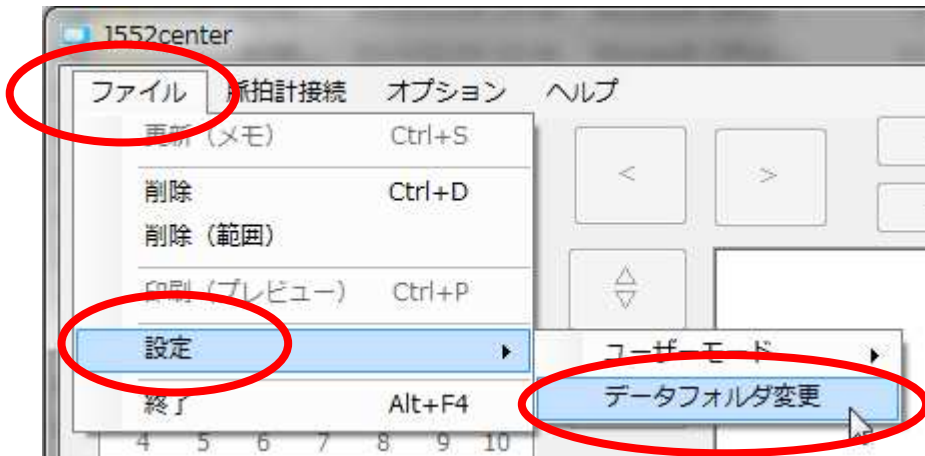 1552center
ファイル 脈拍計接続 オプション ヘルプ
更新（メモ） Ctrl+S
削除 Ctrl+D
削除（範囲）
印刷（プレビュー） Ctrl+P
設定
ユーザーモード
データフォルダ変更
終了 Alt+F4
4 5 6 7 8 9 10
< >